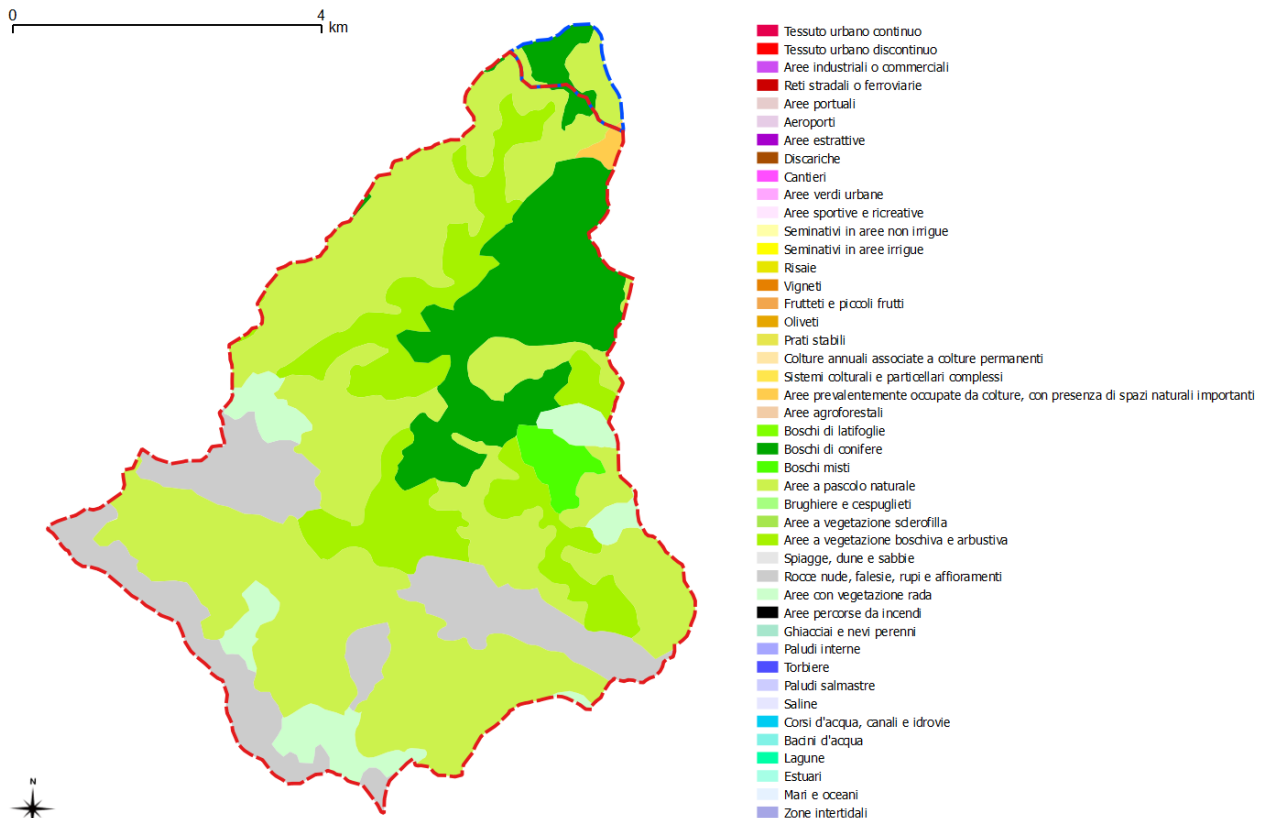 0 4
km
Tessuto urbano continuo
Tessuto urbano discontinuo
Aree industriali o commerciali
Reti stradali o ferroviarie
Aree portuali
Aeroporti
Aree estrattive
Discariche
Cantieri
Aree verdi urbane
Aree sportive e ricreative
Seminativi in aree non irrigue
Seminativi in aree irrigue
Risaie
Vigneti
Frutteti e piccoli frutti
Oliveti
Prati stabili
Colture annuali associate a colture permanenti
Sistemi colturali e particellari complessi
Aree prevalentemente occupate da colture, con presenza di spazi naturali importanti
Aree agroforestali
Boschi di latifoglie
Boschi di conifere
Boschi misti
Aree a pascolo naturale
Brughiere e cespuglieti
Aree a vegetazione sclerofilla
Aree a vegetazione boschiva e arbustiva
Spiagge, dune e sabbie
Rocce nude, falesie, rupi e affioramenti
Aree con vegetazione rada
Aree percorse da incendi
Ghiacciai e nevi perenni
Paludi interne
Torbiere
Paludi salmastre
Saline
Corsi d'acqua, canali e idrovie
Bacini d'acqua
Lagune
Estuari
Mari e oceani
Zone intertidali
N